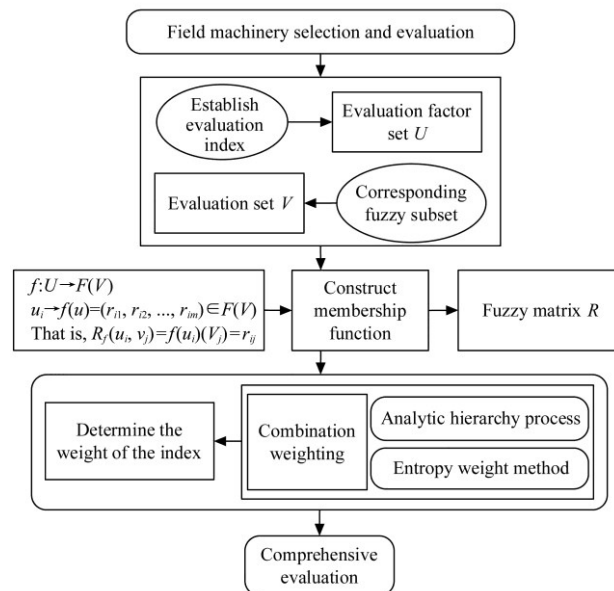 Field machinery selection and evaluation
Establish
evaluation
index
Evaluation factor
set U
Evaluation set V
Corresponding
fuzzy subset
f:U→F(V)
uᵢ→f(u)=(rᵢ₁, rᵢ₂, ..., rᵢₘ)∈F(V)
That is, R_f(uᵢ, vⱼ)=f(uᵢ)(Vⱼ)=rᵢⱼ
Construct
membership
function
Fuzzy matrix R
Determine the
weight of the index
Combination
weighting
Analytic hierarchy process
Entropy weight method
Comprehensive
evaluation